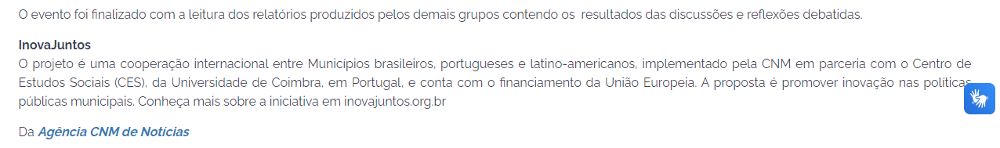 O evento foi finalizado com a leitura dos relatórios produzidos pelos demais grupos contendo os  resultados das discussões e reflexões debatidas.
InovaJuntos
O projeto é uma cooperação internacional entre Municípios brasileiros, portugueses e latino-americanos, implementado pela CNM em parceria com o Centro de
Estudos Sociais (CES), da Universidade de Coimbra, em Portugal, e conta com o financiamento da União Europeia. A proposta é promover inovação nas políticas
públicas municipais. Conheça mais sobre a iniciativa em inovajuntos.org.br
Da Agência CNM de Notícias